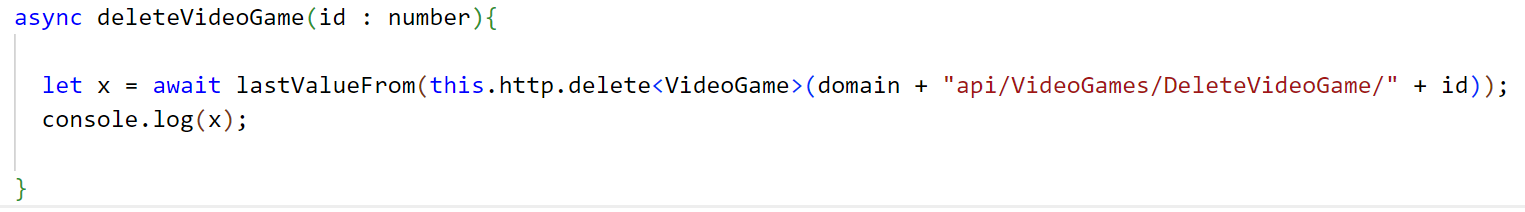 async deleteVideoGame(id : number){
let x = await lastValueFrom(this.http.delete<VideoGame>(domain + "api/VideoGames/DeleteVideoGame/" + id));
console.log(x);
}